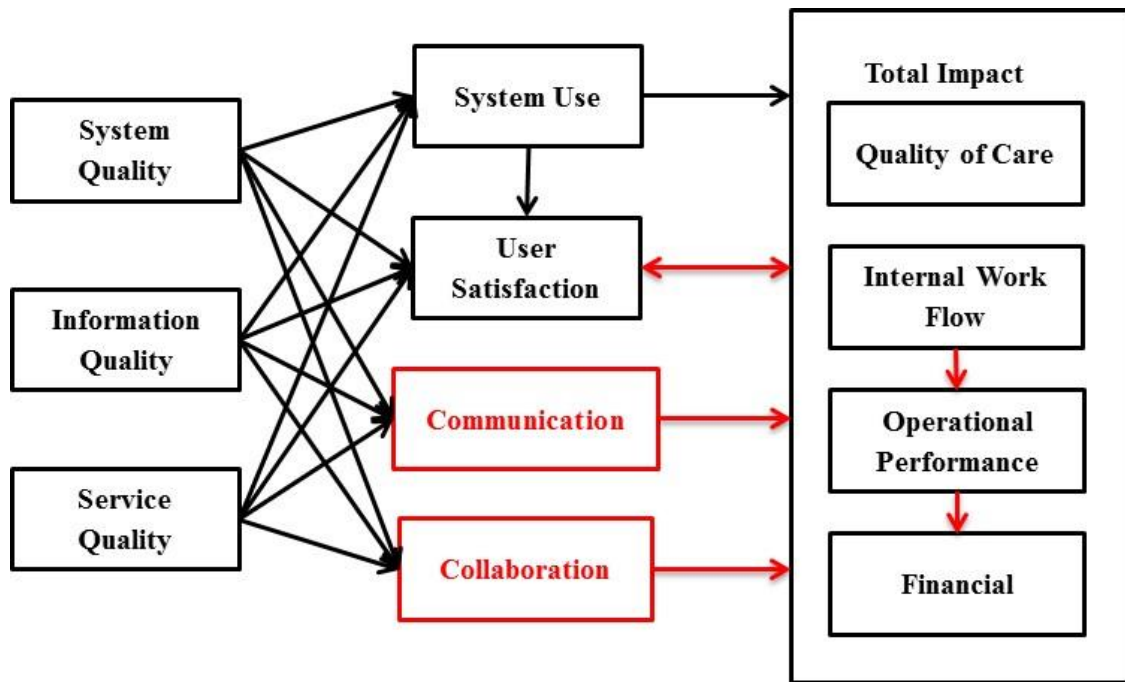 System
Quality
Information
Quality
Service
Quality
System Use
User
Satisfaction
Communication
Collaboration
Total Impact
Quality of Care
Internal Work
Flow
Operational
Performance
Financial